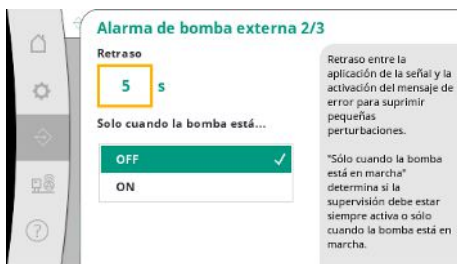 Alarma de bomba externa 2/3
Retraso
5 s
Solo cuando la bomba está...
OFF
ON
Retraso entre la
aplicación de la señal y la
activación del mensaje de
error para suprimir
pequeñas
perturbaciones.
"Sólo cuando la bomba
está en marcha"
determina si la
supervisión debe estar
siempre activa o sólo
cuando la bomba está en
marcha.